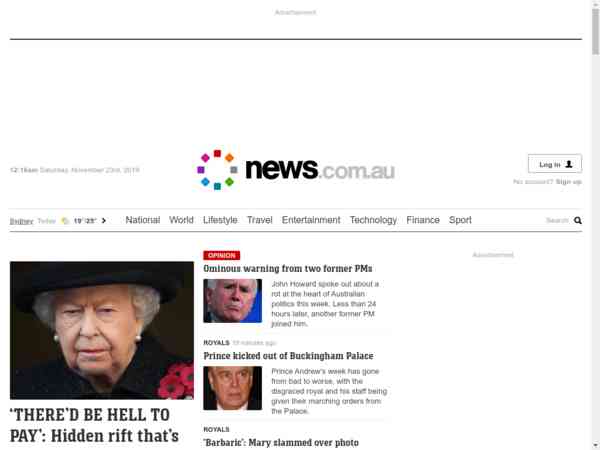 Advertisement
12:16am Saturday, November 23rd, 2019
news.com.au
Log in
No account? Sign up
Sydney Today 19°/25°
National World Lifestyle Travel Entertainment Technology Finance Sport
Search
OPINION
Ominous warning from two former PMs
John Howard spoke out about a
rot at the heart of Australian
politics this week. Less than 24
hours later, another former PM
joined him.
ROYALS 19 minutes ago
Prince kicked out of Buckingham Palace
Prince Andrew's week has gone
from bad to worse, with the
disgraced royal and his staff being
given their marching orders from
the Palace.
ROYALS
'Barbaric': Mary slammed over photo
'THERE'D BE HELL TO
PAY': Hidden rift that's
Advertisement